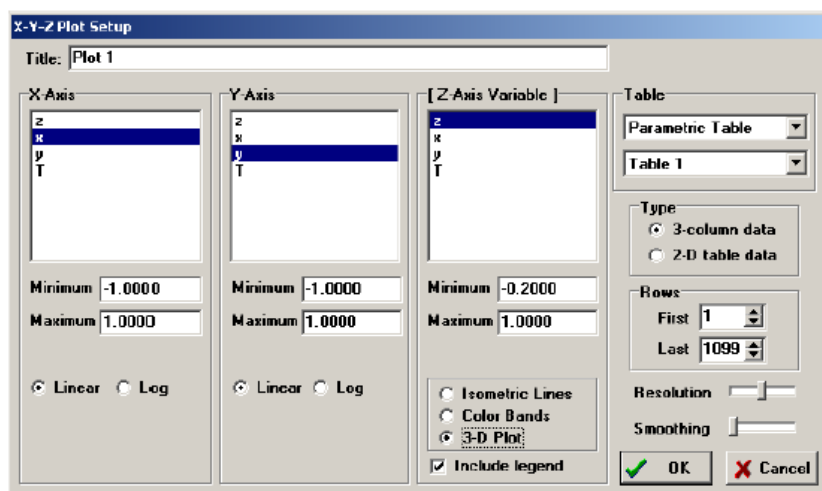 X-Y-Z Plot Setup
Title: Plot 1
X-Axis
z
x
y
T
Minimum -1.0000
Maximum 1.0000
Linear Log
Y-Axis
z
x
y
T
Minimum -1.0000
Maximum 1.0000
Linear Log
[ Z-Axis Variable ]
z
x
y
T
Minimum -0.2000
Maximum 1.0000
Isometric Lines
Color Bands
3-D Plot
Include legend
Table
Parametric Table
Table 1
Type
3-column data
2-D table data
Rows
First 1
Last 1099
Resolution
Smoothing
OK Cancel